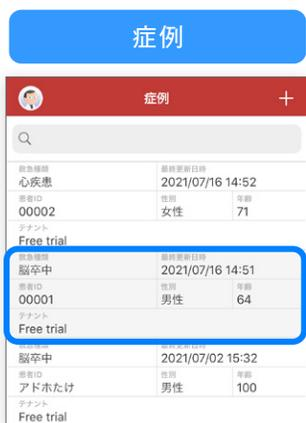 症例
症例 +
救急種類 最終更新日時
心疾患 2021/07/16 14:52
患者ID 性別 年齢
00002 女性 71
テナント
Free trial
救急種類 最終更新日時
脳卒中 2021/07/16 14:51
患者ID 性別 年齢
00001 男性 64
テナント
Free trial
救急種類 最終更新日時
脳卒中 2021/07/02 15:32
患者ID 性別 年齢
アドホたけ 男性 100
テナント
Free trial